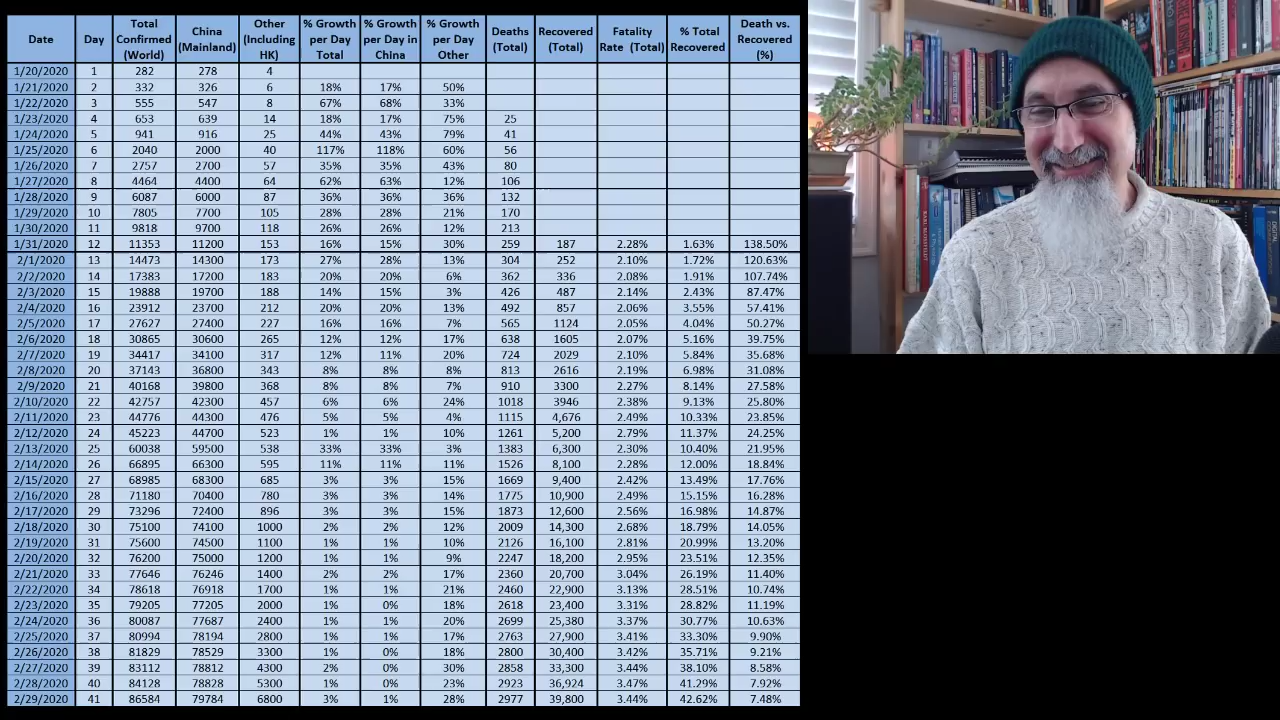 Date Day Total Confirmed (World) China (Mainland) Other (Including HK) % Growth per Day Total % Growth per Day in China % Growth per Day Other Deaths (Total) Recovered (Total) Fatality Rate (Total) % Total Recovered Death vs. Recovered (%)
1/20/2020 1 282 278 4
1/21/2020 2 332 326 6 18% 17% 50%
1/22/2020 3 555 547 8 67% 68% 33%
1/23/2020 4 653 639 14 18% 17% 75% 25
1/24/2020 5 941 916 25 44% 43% 79% 41
1/25/2020 6 2040 2000 40 117% 118% 60% 56
1/26/2020 7 2757 2700 57 35% 35% 43% 80
1/27/2020 8 4464 4400 64 62% 63% 12% 106
1/28/2020 9 6087 6000 87 36% 36% 36% 132
1/29/2020 10 7805 7700 105 28% 28% 21% 170
1/30/2020 11 9818 9700 118 26% 26% 12% 213
1/31/2020 12 11353 11200 153 16% 15% 30% 259 187 2.28% 1.63% 138.50%
2/1/2020 13 14473 14300 173 27% 28% 13% 304 252 2.10% 1.72% 120.63%
2/2/2020 14 17383 17200 183 20% 20% 6% 362 336 2.08% 1.91% 107.74%
2/3/2020 15 19888 19700 188 14% 15% 3% 426 487 2.14% 2.43% 87.47%
2/4/2020 16 23912 23700 212 20% 20% 13% 492 857 2.06% 3.55% 57.41%
2/5/2020 17 27627 27400 227 16% 16% 7% 565 1124 2.05% 4.04% 50.27%
2/6/2020 18 30865 30600 265 12% 12% 17% 638 1605 2.07% 5.16% 39.75%
2/7/2020 19 34417 34100 317 12% 11% 20% 724 2029 2.10% 5.84% 35.68%
2/8/2020 20 37143 36800 343 8% 8% 8% 813 2616 2.19% 6.98% 31.08%
2/9/2020 21 40168 39800 368 8% 8% 7% 910 3300 2.27% 8.14% 27.58%
2/10/2020 22 42757 42300 457 6% 6% 24% 1018 3946 2.38% 9.13% 25.80%
2/11/2020 23 44776 44300 476 5% 5% 4% 1115 4,676 2.49% 10.33% 23.85%
2/12/2020 24 45223 44700 523 1% 1% 10% 1261 5,200 2.79% 11.37% 24.25%
2/13/2020 25 60038 59500 538 33% 33% 3% 1383 6,300 2.30% 10.40% 21.95%
2/14/2020 26 66895 66300 595 11% 11% 11% 1526 8,100 2.28% 12.00% 18.84%
2/15/2020 27 68985 68300 685 3% 3% 15% 1669 9,400 2.42% 13.49% 17.76%
2/16/2020 28 71180 70400 780 3% 3% 14% 1775 10,900 2.49% 15.15% 16.28%
2/17/2020 29 73296 72400 896 3% 3% 15% 1873 12,600 2.56% 16.98% 14.87%
2/18/2020 30 75100 74100 1000 2% 2% 12% 2009 14,300 2.68% 18.79% 14.05%
2/19/2020 31 75600 74500 1100 1% 1% 10% 2126 16,100 2.81% 20.99% 13.20%
2/20/2020 32 76200 75000 1200 1% 1% 9% 2247 18,200 2.95% 23.51% 12.35%
2/21/2020 33 77646 76246 1400 2% 2% 17% 2360 20,700 3.04% 26.19% 11.40%
2/22/2020 34 78618 76918 1700 1% 1% 21% 2460 22,900 3.13% 28.51% 10.74%
2/23/2020 35 79205 77205 2000 1% 0% 18% 2618 23,400 3.31% 28.82% 11.19%
2/24/2020 36 80087 77687 2400 1% 1% 20% 2699 25,380 3.37% 30.77% 10.63%
2/25/2020 37 80994 78194 2800 1% 1% 17% 2763 27,900 3.41% 33.30% 9.90%
2/26/2020 38 81829 78529 3300 1% 0% 18% 2800 30,400 3.42% 35.71% 9.21%
2/27/2020 39 83112 78812 4300 2% 0% 30% 2858 33,300 3.44% 38.10% 8.58%
2/28/2020 40 84128 78828 5300 1% 0% 23% 2923 36,924 3.47% 41.29% 7.92%
2/29/2020 41 86584 79784 6800 3% 1% 28% 2977 39,800 3.44% 42.62% 7.48%